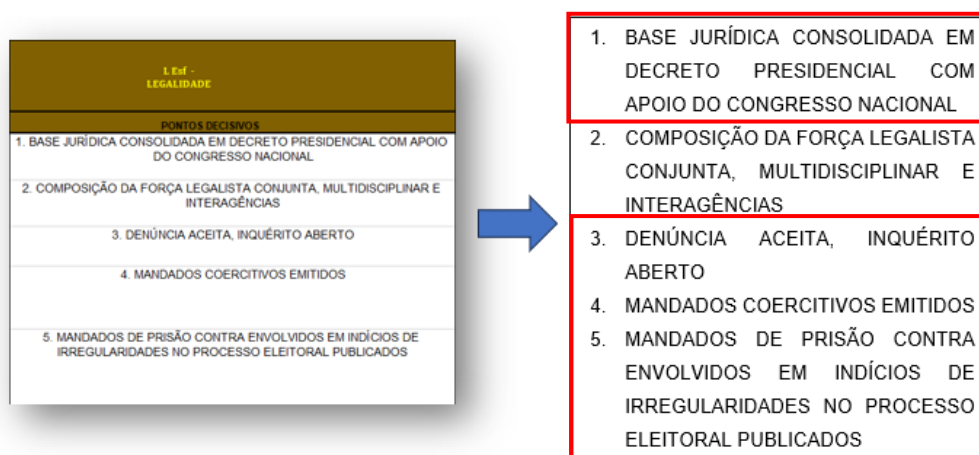 1. Esf -
LEGALIDADE
PONTOS DECISIVOS
1. BASE JURÍDICA CONSOLIDADA EM DECRETO PRESIDENCIAL COM APOIO
DO CONGRESSO NACIONAL
2. COMPOSIÇÃO DA FORÇA LEGALISTA CONJUNTA, MULTIDISCIPLINAR E
INTERAGÊNCIAS
3. DENÚNCIA ACEITA, INQUÉRITO ABERTO
4. MANDADOS COERCITIVOS EMITIDOS
5. MANDADOS DE PRISÃO CONTRA ENVOLVIDOS EM INDÍCIOS DE
IRREGULARIDADES NO PROCESSO ELEITORAL PUBLICADOS
1. BASE JURÍDICA CONSOLIDADA EM
DECRETO PRESIDENCIAL COM
APOIO DO CONGRESSO NACIONAL
2. COMPOSIÇÃO DA FORÇA LEGALISTA
CONJUNTA, MULTIDISCIPLINAR E
INTERAGÊNCIAS
3. DENÚNCIA ACEITA, INQUÉRITO
ABERTO
4. MANDADOS COERCITIVOS EMITIDOS
5. MANDADOS DE PRISÃO CONTRA
ENVOLVIDOS EM INDÍCIOS DE
IRREGULARIDADES NO PROCESSO
ELEITORAL PUBLICADOS